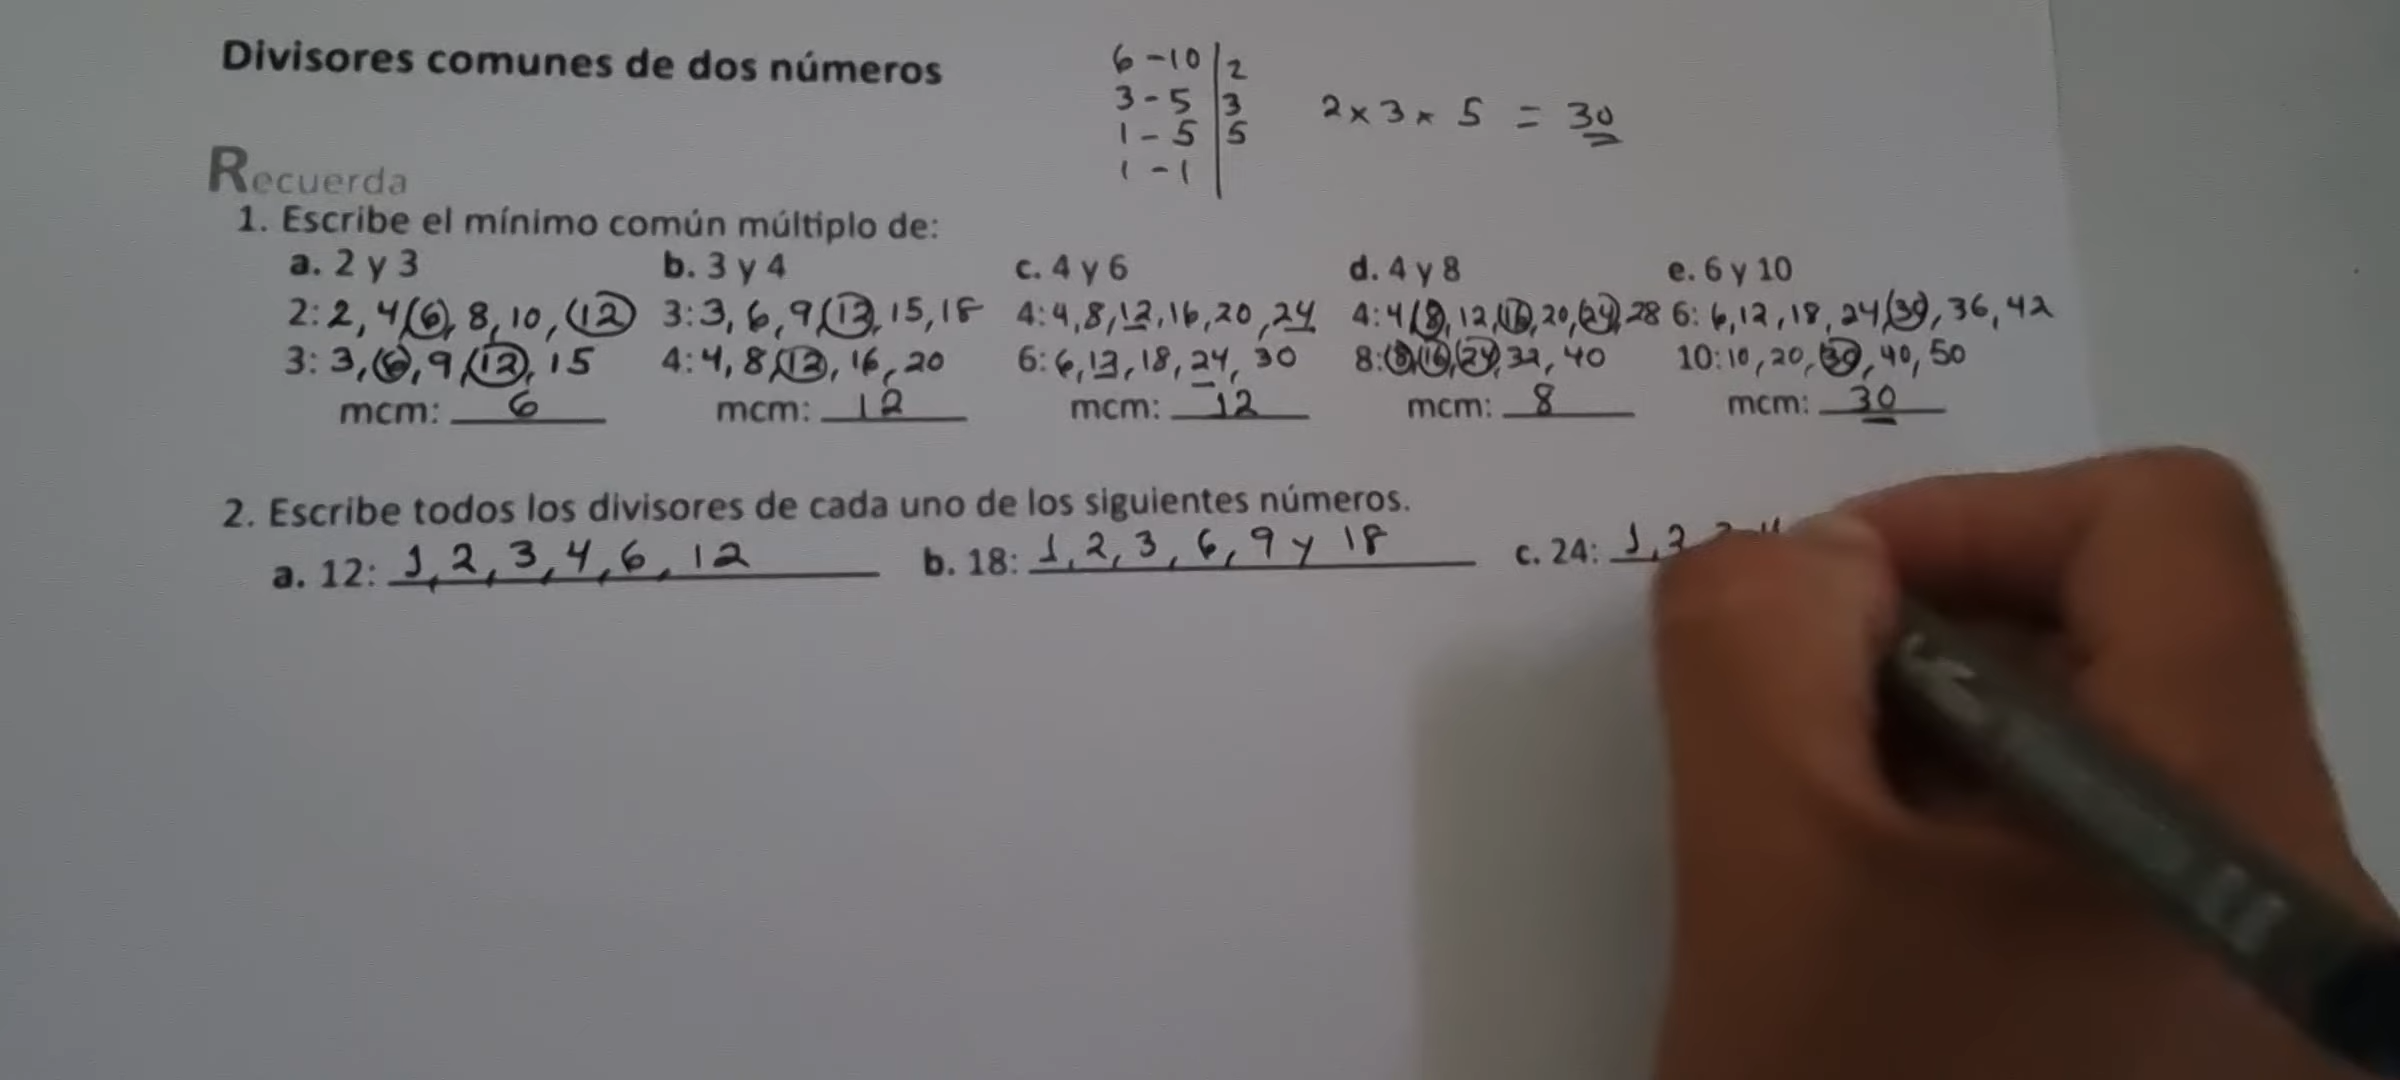 Divisores comunes de dos números
6 - 10 | 2
3 - 5 | 3
1 - 5 | 5
1 - 1 |
2 x 3 x 5 = 30
Recuerda
1. Escribe el mínimo común múltiplo de:
a. 2 y 3
2: 2, 4, 6, 8, 10, 12
3: 3, 6, 9, 12, 15
mcm: 6
b. 3 y 4
3: 3, 6, 9, 12, 15, 18
4: 4, 8, 12, 16, 20
mcm: 12
c. 4 y 6
4: 4, 8, 12, 16, 20, 24
6: 6, 12, 18, 24, 30
mcm: 12
d. 4 y 8
4: 4, 8, 12, 16, 20, 24, 28
8: 8, 16, 24, 32, 40
mcm: 8
e. 6 y 10
6: 6, 12, 18, 24, 30, 36, 42
10: 10, 20, 30, 40, 50
mcm: 30
2. Escribe todos los divisores de cada uno de los siguientes números.
a. 12: 1, 2, 3, 4, 6, 12
b. 18: 1, 2, 3, 6, 9 y 18
c. 24: 1, 2